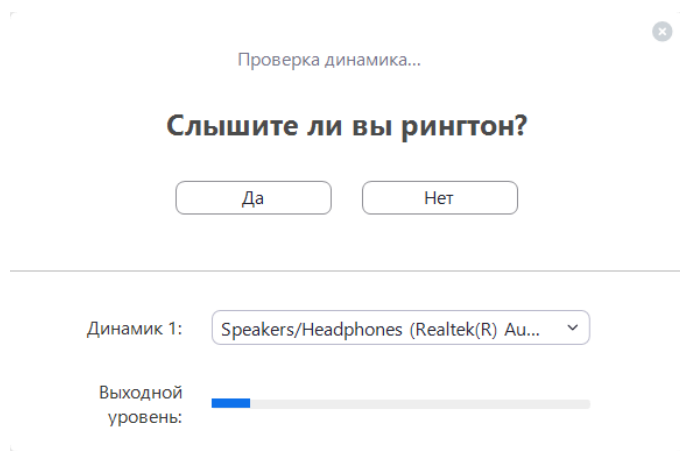 Проверка динамика...
Слышите ли вы рингтон?
Да
Нет
Динамик 1:
Speakers/Headphones (Realtek(R) Au...
Выходной
уровень: